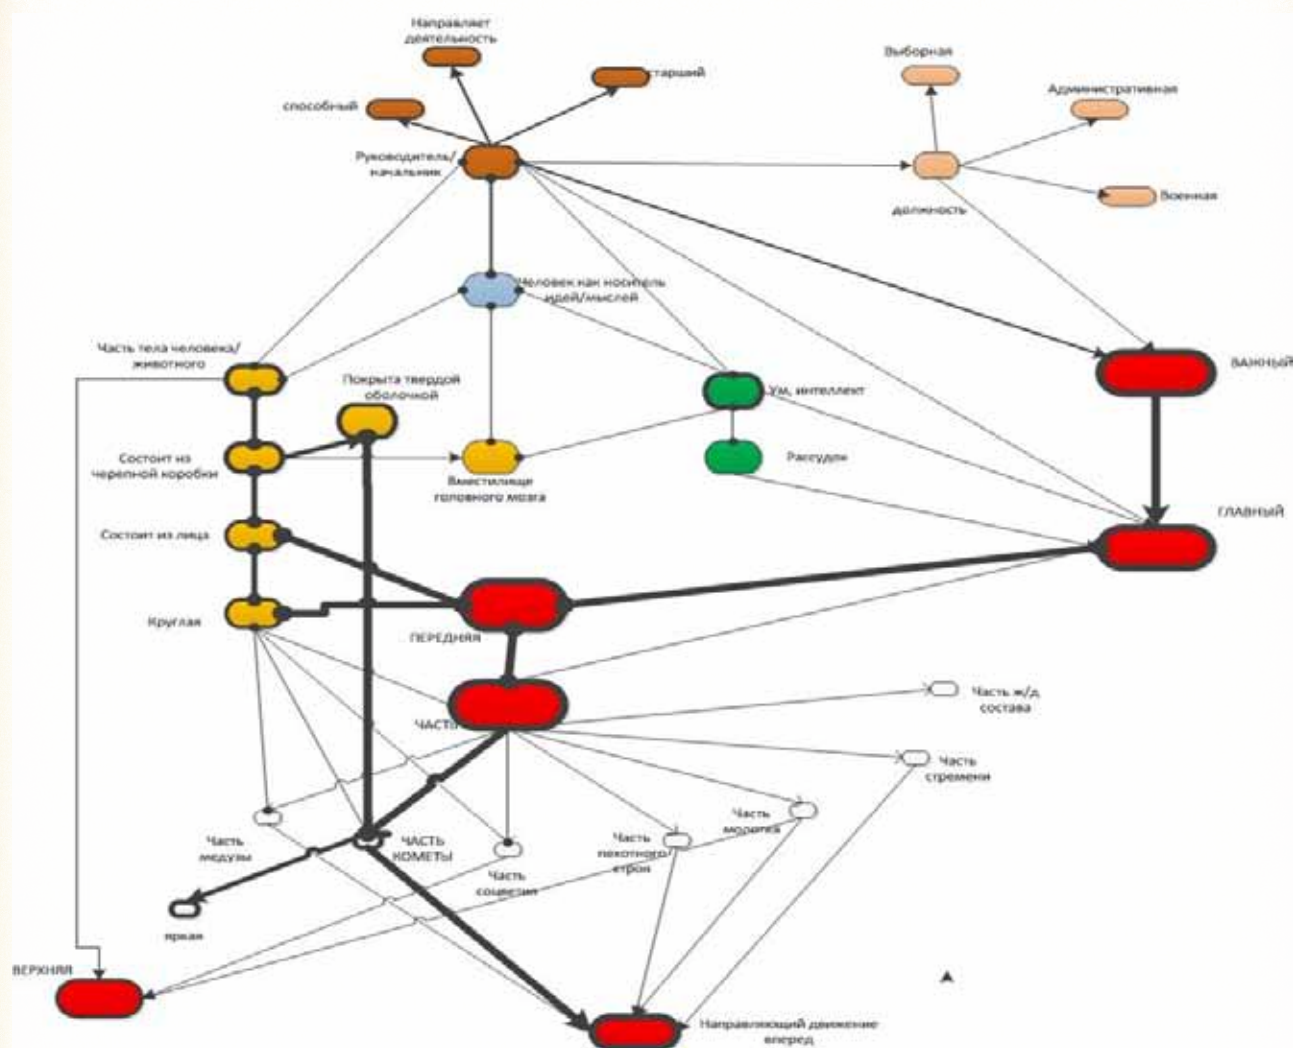 Направляет
деятельность
старший
способный
Руководитель/
начальник
Выборная
Административная
Военная
должность
Человек как носитель
идей/мыслей
Часть тела человека/
животного
Покрыта твердой
оболочкой
Ум, интеллект
ВАЖНЫЙ
Состоит из
черепной коробки
Вместилище
головного мозга
Рассудок
ГЛАВНЫЙ
Состоит из лица
Круглая
ПЕРЕДНЯЯ
ЧАСТЬ
Часть ж/д
состава
Часть
стремени
Часть
молотка
Часть
пехотного
строя
Часть
медузы
ЧАСТЬ
КОМЕТЫ
Часть
соцветия
яркая
ВЕРХНЯЯ
Направляющий движение
вперед